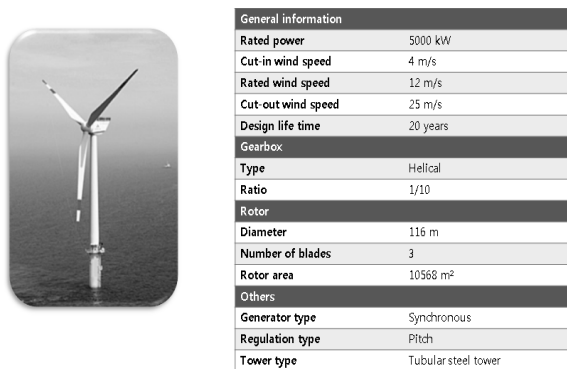 General information
Rated power 5000 kW
Cut-in wind speed 4 m/s
Rated wind speed 12 m/s
Cut-out wind speed 25 m/s
Design life time 20 years
Gearbox
Type Helical
Ratio 1/10
Rotor
Diameter 116 m
Number of blades 3
Rotor area 10568 m²
Others
Generator type Synchronous
Regulation type Pitch
Tower type Tubular steel tower